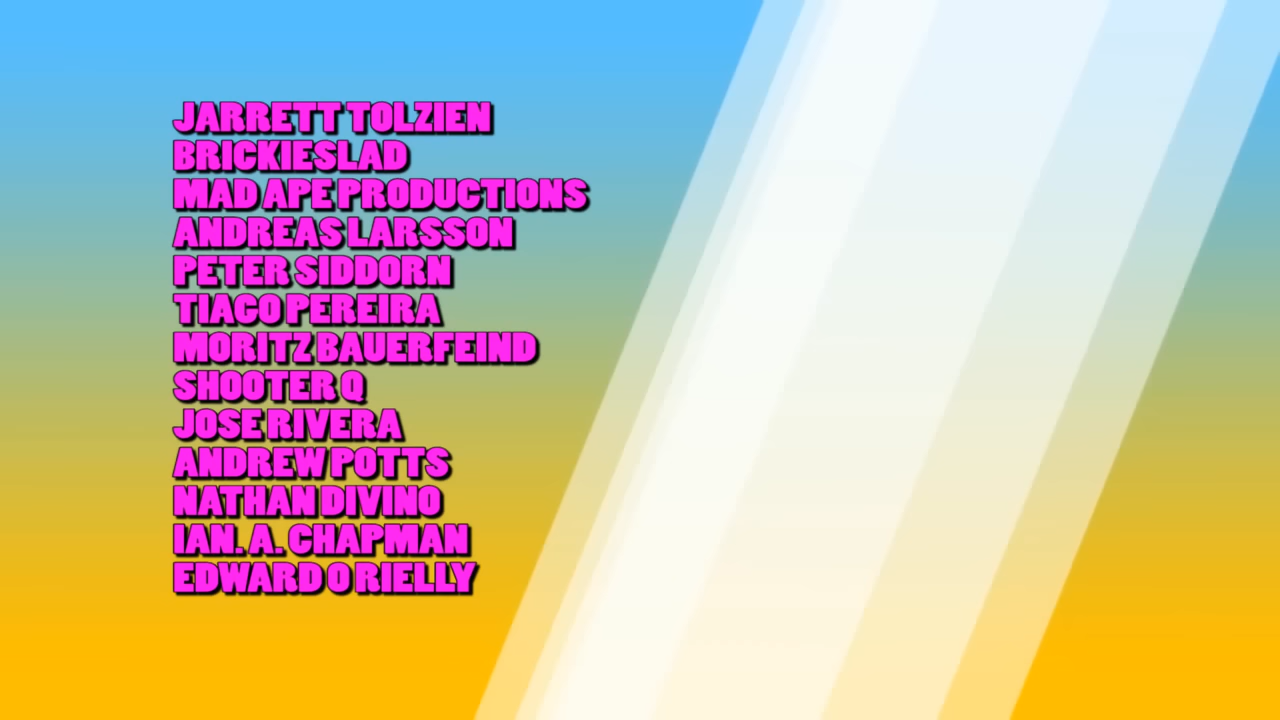 JARRETT TOLZIEN
BRICKIESLAD
MAD APE PRODUCTIONS
ANDREAS LARSSON
PETER SIDDORN
TIAGO PEREIRA
MORITZ BAUERFEIND
SHOOTER Q
JOSE RIVERA
ANDREW POTTS
NATHAN DIVINO
IAN. A. CHAPMAN
EDWARD O RIELLY